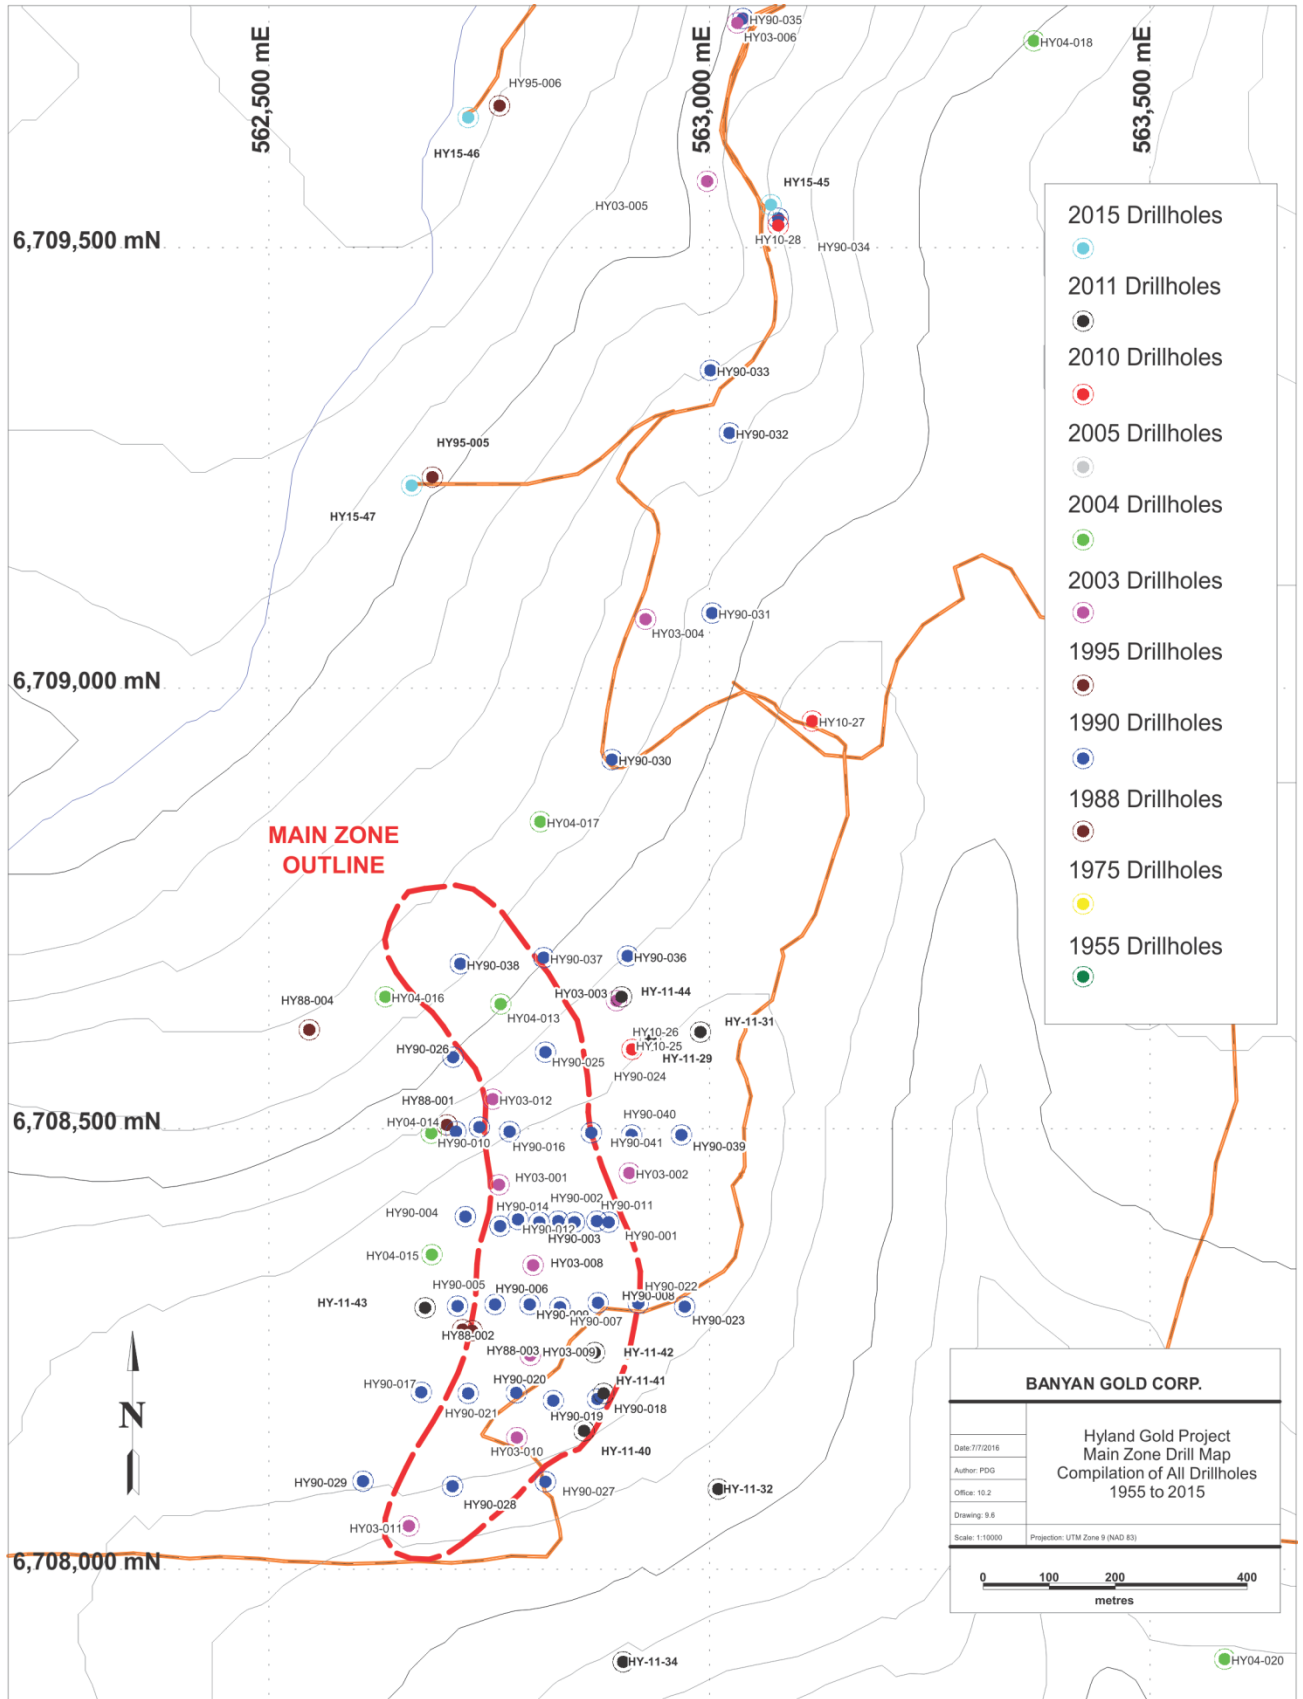 HY90-035
HY03-006
HY04-018
562,500 mE
563,000 mE
563,500 mE
HY95-006
HY15-46
HY15-45
HY03-005
HY10-28
HY90-034
6,709,500 mN
2015 Drillholes
2011 Drillholes
2010 Drillholes
2005 Drillholes
2004 Drillholes
2003 Drillholes
1995 Drillholes
1990 Drillholes
1988 Drillholes
1975 Drillholes
1955 Drillholes
HY90-033
HY90-032
HY95-005
HY15-47
HY90-031
HY03-004
6,709,000 mN
HY10-27
HY90-030
HY04-017
MAIN ZONE
OUTLINE
HY90-038
HY90-037
HY90-036
HY88-004
HY04-016
HY04-013
HY03-003
HY-11-44
HY10-26
HY10-25
HY-11-31
HY-11-29
HY90-026
HY90-025
HY90-024
HY88-001
HY03-012
HY04-014
HY90-010
HY90-016
HY90-040
HY90-041
HY90-039
6,708,500 mN
HY03-001
HY03-002
HY90-004
HY90-014
HY90-002
HY90-011
HY90-012
HY90-003
HY90-001
HY04-015
HY03-008
HY90-005
HY90-006
HY90-022
HY90-008
HY-11-43
HY90-009
HY90-007
HY90-023
HY88-002
HY88-003
HY03-009
HY-11-42
HY90-017
HY90-020
HY-11-41
HY90-021
HY90-019
HY90-018
HY03-010
HY-11-40
HY90-029
HY90-028
HY90-027
HY-11-32
HY03-011
6,708,000 mN
HY-11-34
HY04-020
N
BANYAN GOLD CORP.
Date:7/7/2016
Author: PDG
Office: 10.2
Drawing: 9.6
Scale: 1:10000
Hyland Gold Project
Main Zone Drill Map
Compilation of All Drillholes
1955 to 2015
Projection: UTM Zone 9 (NAD 83)
0 100 200 400
metres